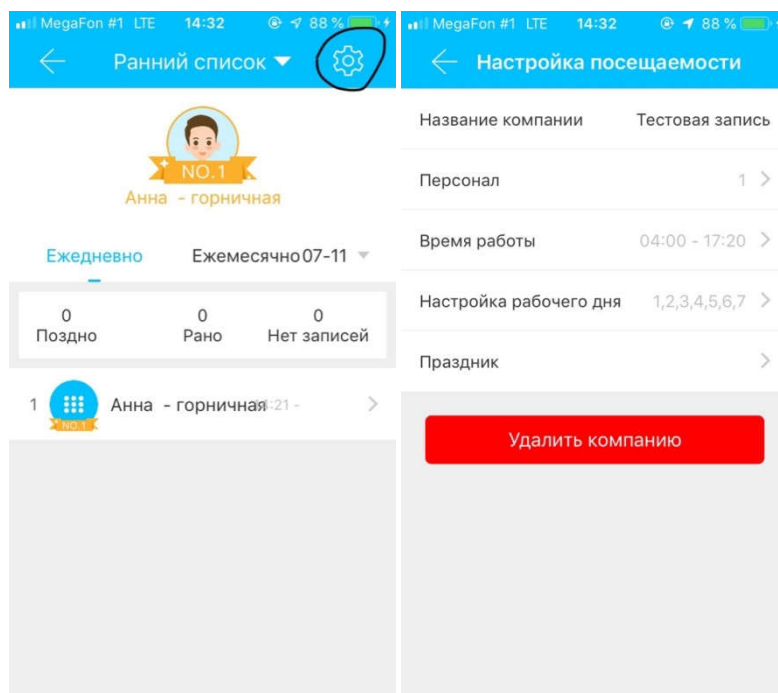 MegaFon #1 LTE 14:32 88 %
Ранний список
NO.1
Анна - горничная
Ежедневно Ежемесячно 07-11
0 0 0
Поздно Рано Нет записей
1 Анна - горничная :21 -
NO.1
MegaFon #1 LTE 14:32 88 %
Настройка посещаемости
Название компании Тестовая запись
Персонал 1
Время работы 04:00 - 17:20
Настройка рабочего дня 1,2,3,4,5,6,7
Праздник
Удалить компанию